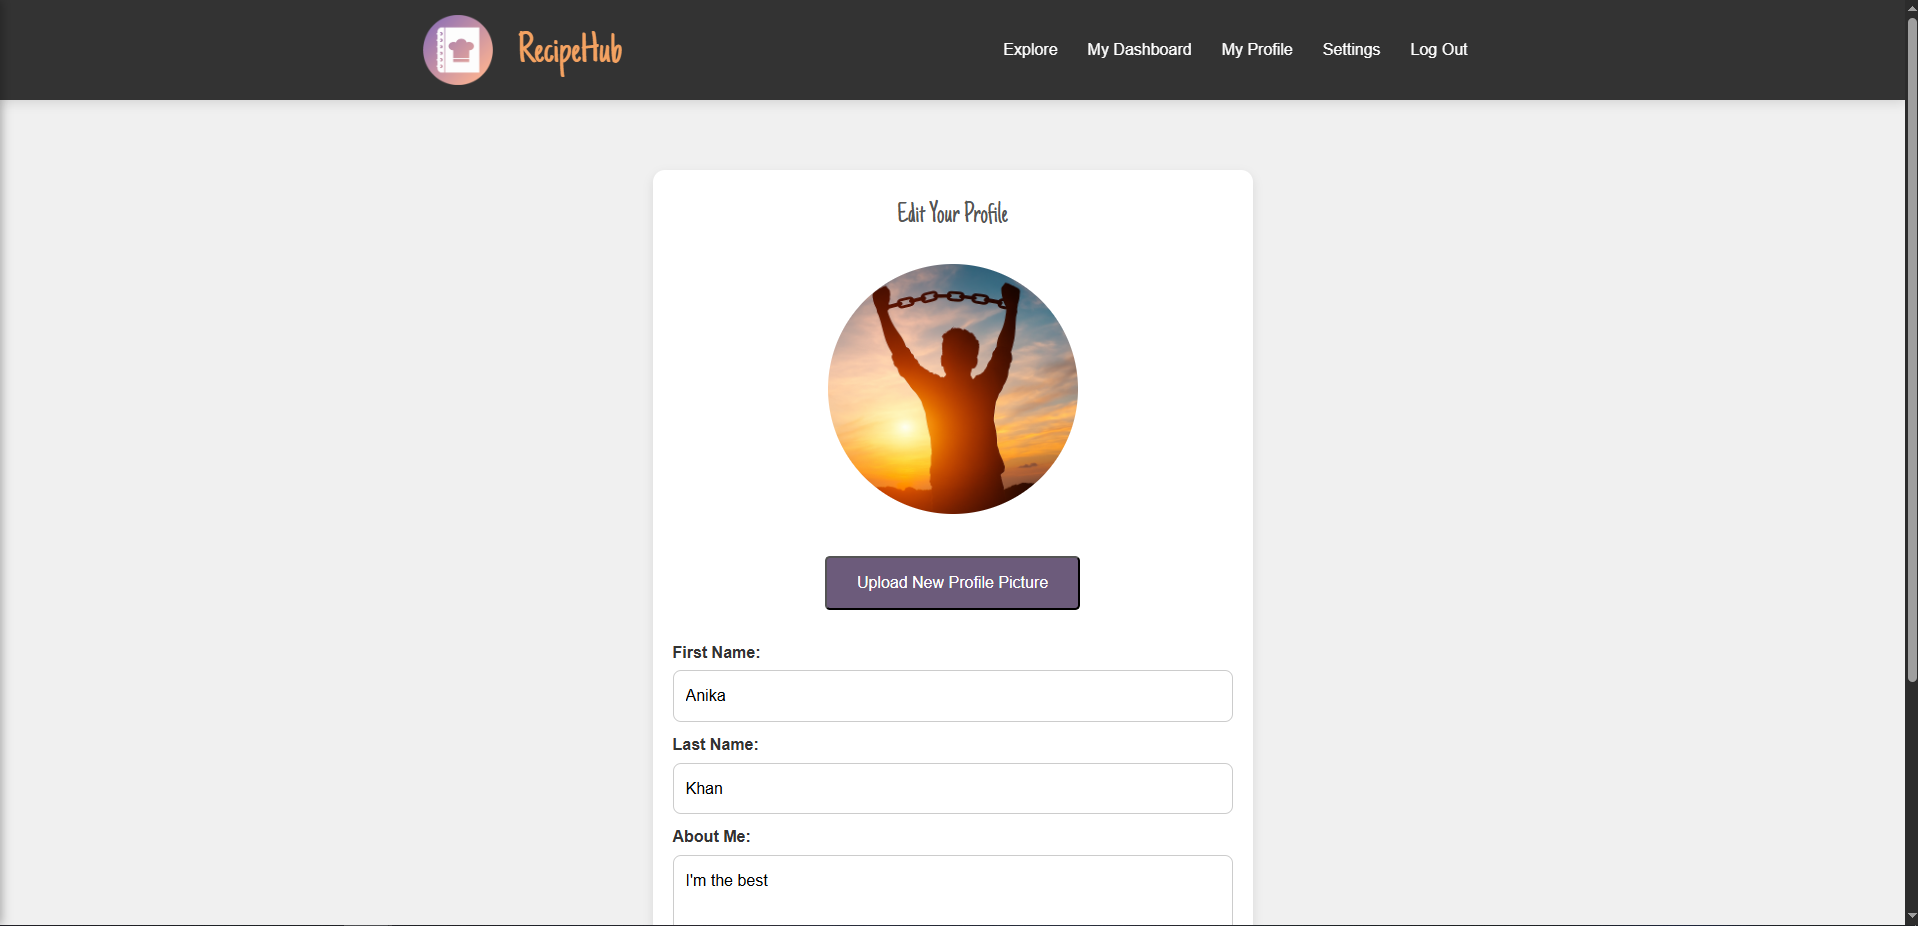 RecipeHub
Explore My Dashboard My Profile Settings Log Out
Edit Your Profile
Upload New Profile Picture
First Name:
Anika
Last Name:
Khan
About Me:
I'm the best